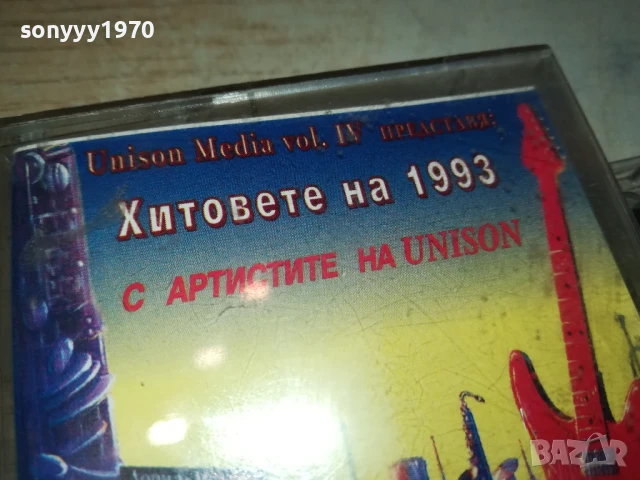 sonyyy1970
Unison Media vol. IV ПРЕДСТАВЯ:
Хитовете на 1993
С АРТИСТИТЕ НА UNISON
BAZAR